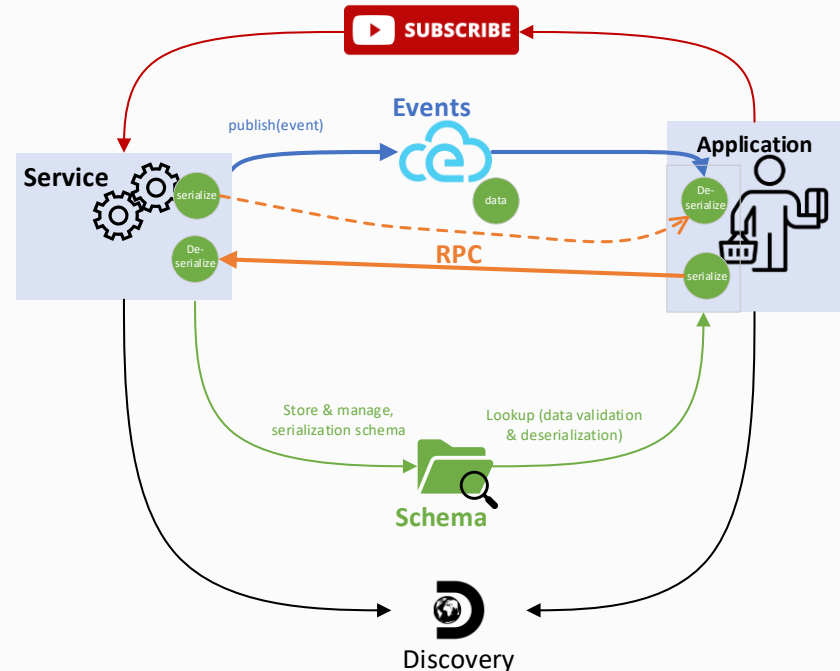 SUBSCRIBE
Events
publish(event)
Application
Service
serialize
De-
serialize
data
De-
serialize
RPC
serialize
Store & manage,
serialization schema
Lookup (data validation
& deserialization)
Schema
Discovery